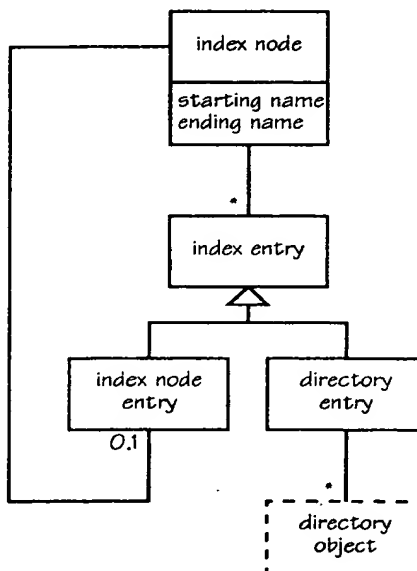 index node
starting name
ending name
*
index entry
index node
entry
directory
entry
0.1
*
directory
object